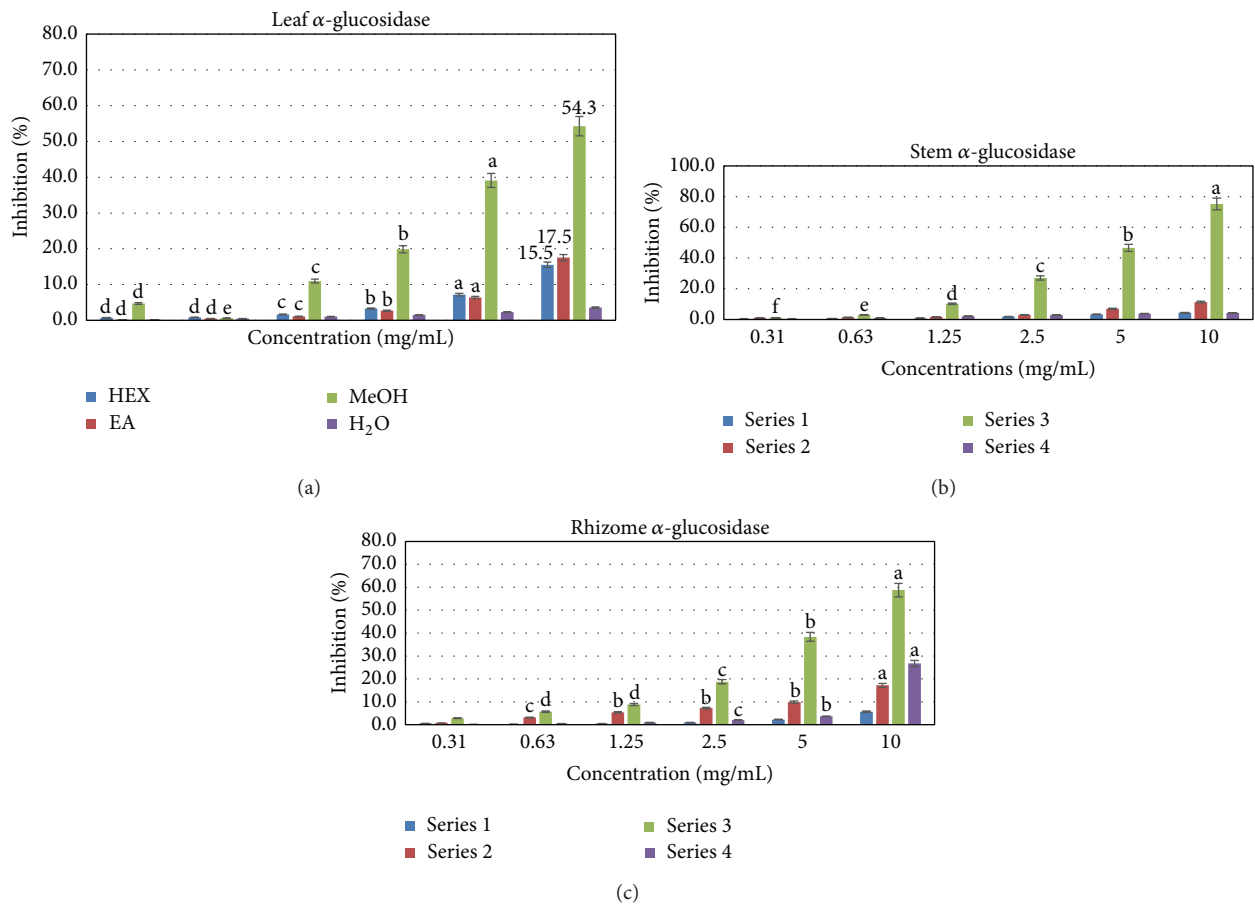 Leaf α-glucosidase
80.0
70.0
60.0
50.0
40.0
30.0
20.0
10.0
0.0
Inhibition (%)
d d d
d d e
c c c
b b b
a a a
15.5 17.5 54.3
Concentration (mg/mL)
HEX
EA
MeOH
H₂O
(a)
Stem α-glucosidase
100.0
80.0
60.0
40.0
20.0
0.0
Inhibition (%)
f e d c b a
0.31 0.63 1.25 2.5 5 10
Concentrations (mg/mL)
Series 1
Series 2
Series 3
Series 4
(b)
Rhizome α-glucosidase
80.0
70.0
60.0
50.0
40.0
30.0
20.0
10.0
0.0
Inhibition (%)
c d
b d
b c c
b b b
a a a
0.31 0.63 1.25 2.5 5 10
Concentration (mg/mL)
Series 1
Series 2
Series 3
Series 4
(c)